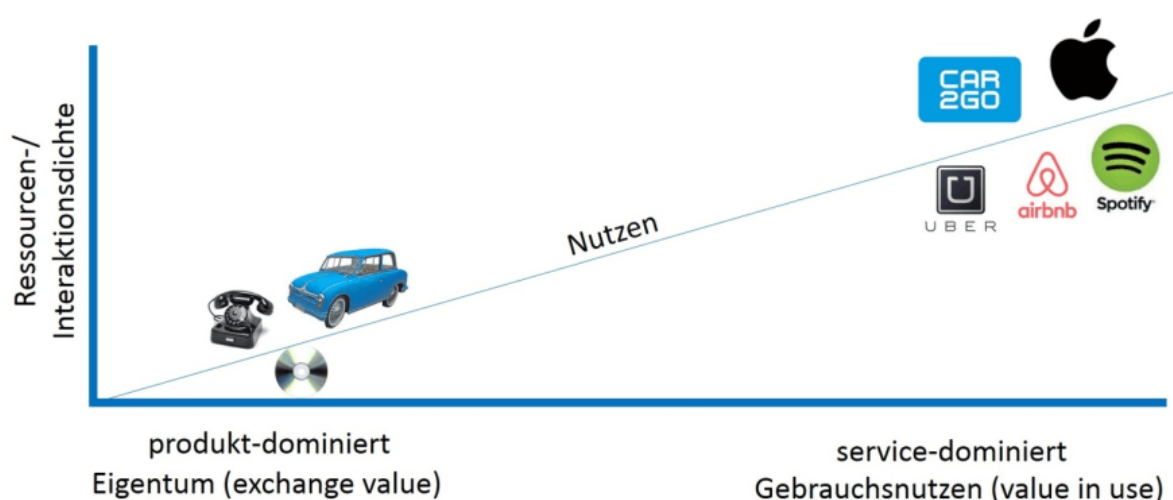 CAR
2GO
Ressourcen-/
Interaktionsdichte
Nutzen
UBER
airbnb
Spotify
produkt-dominiert
Eigentum (exchange value)
service-dominiert
Gebrauchsnutzen (value in use)